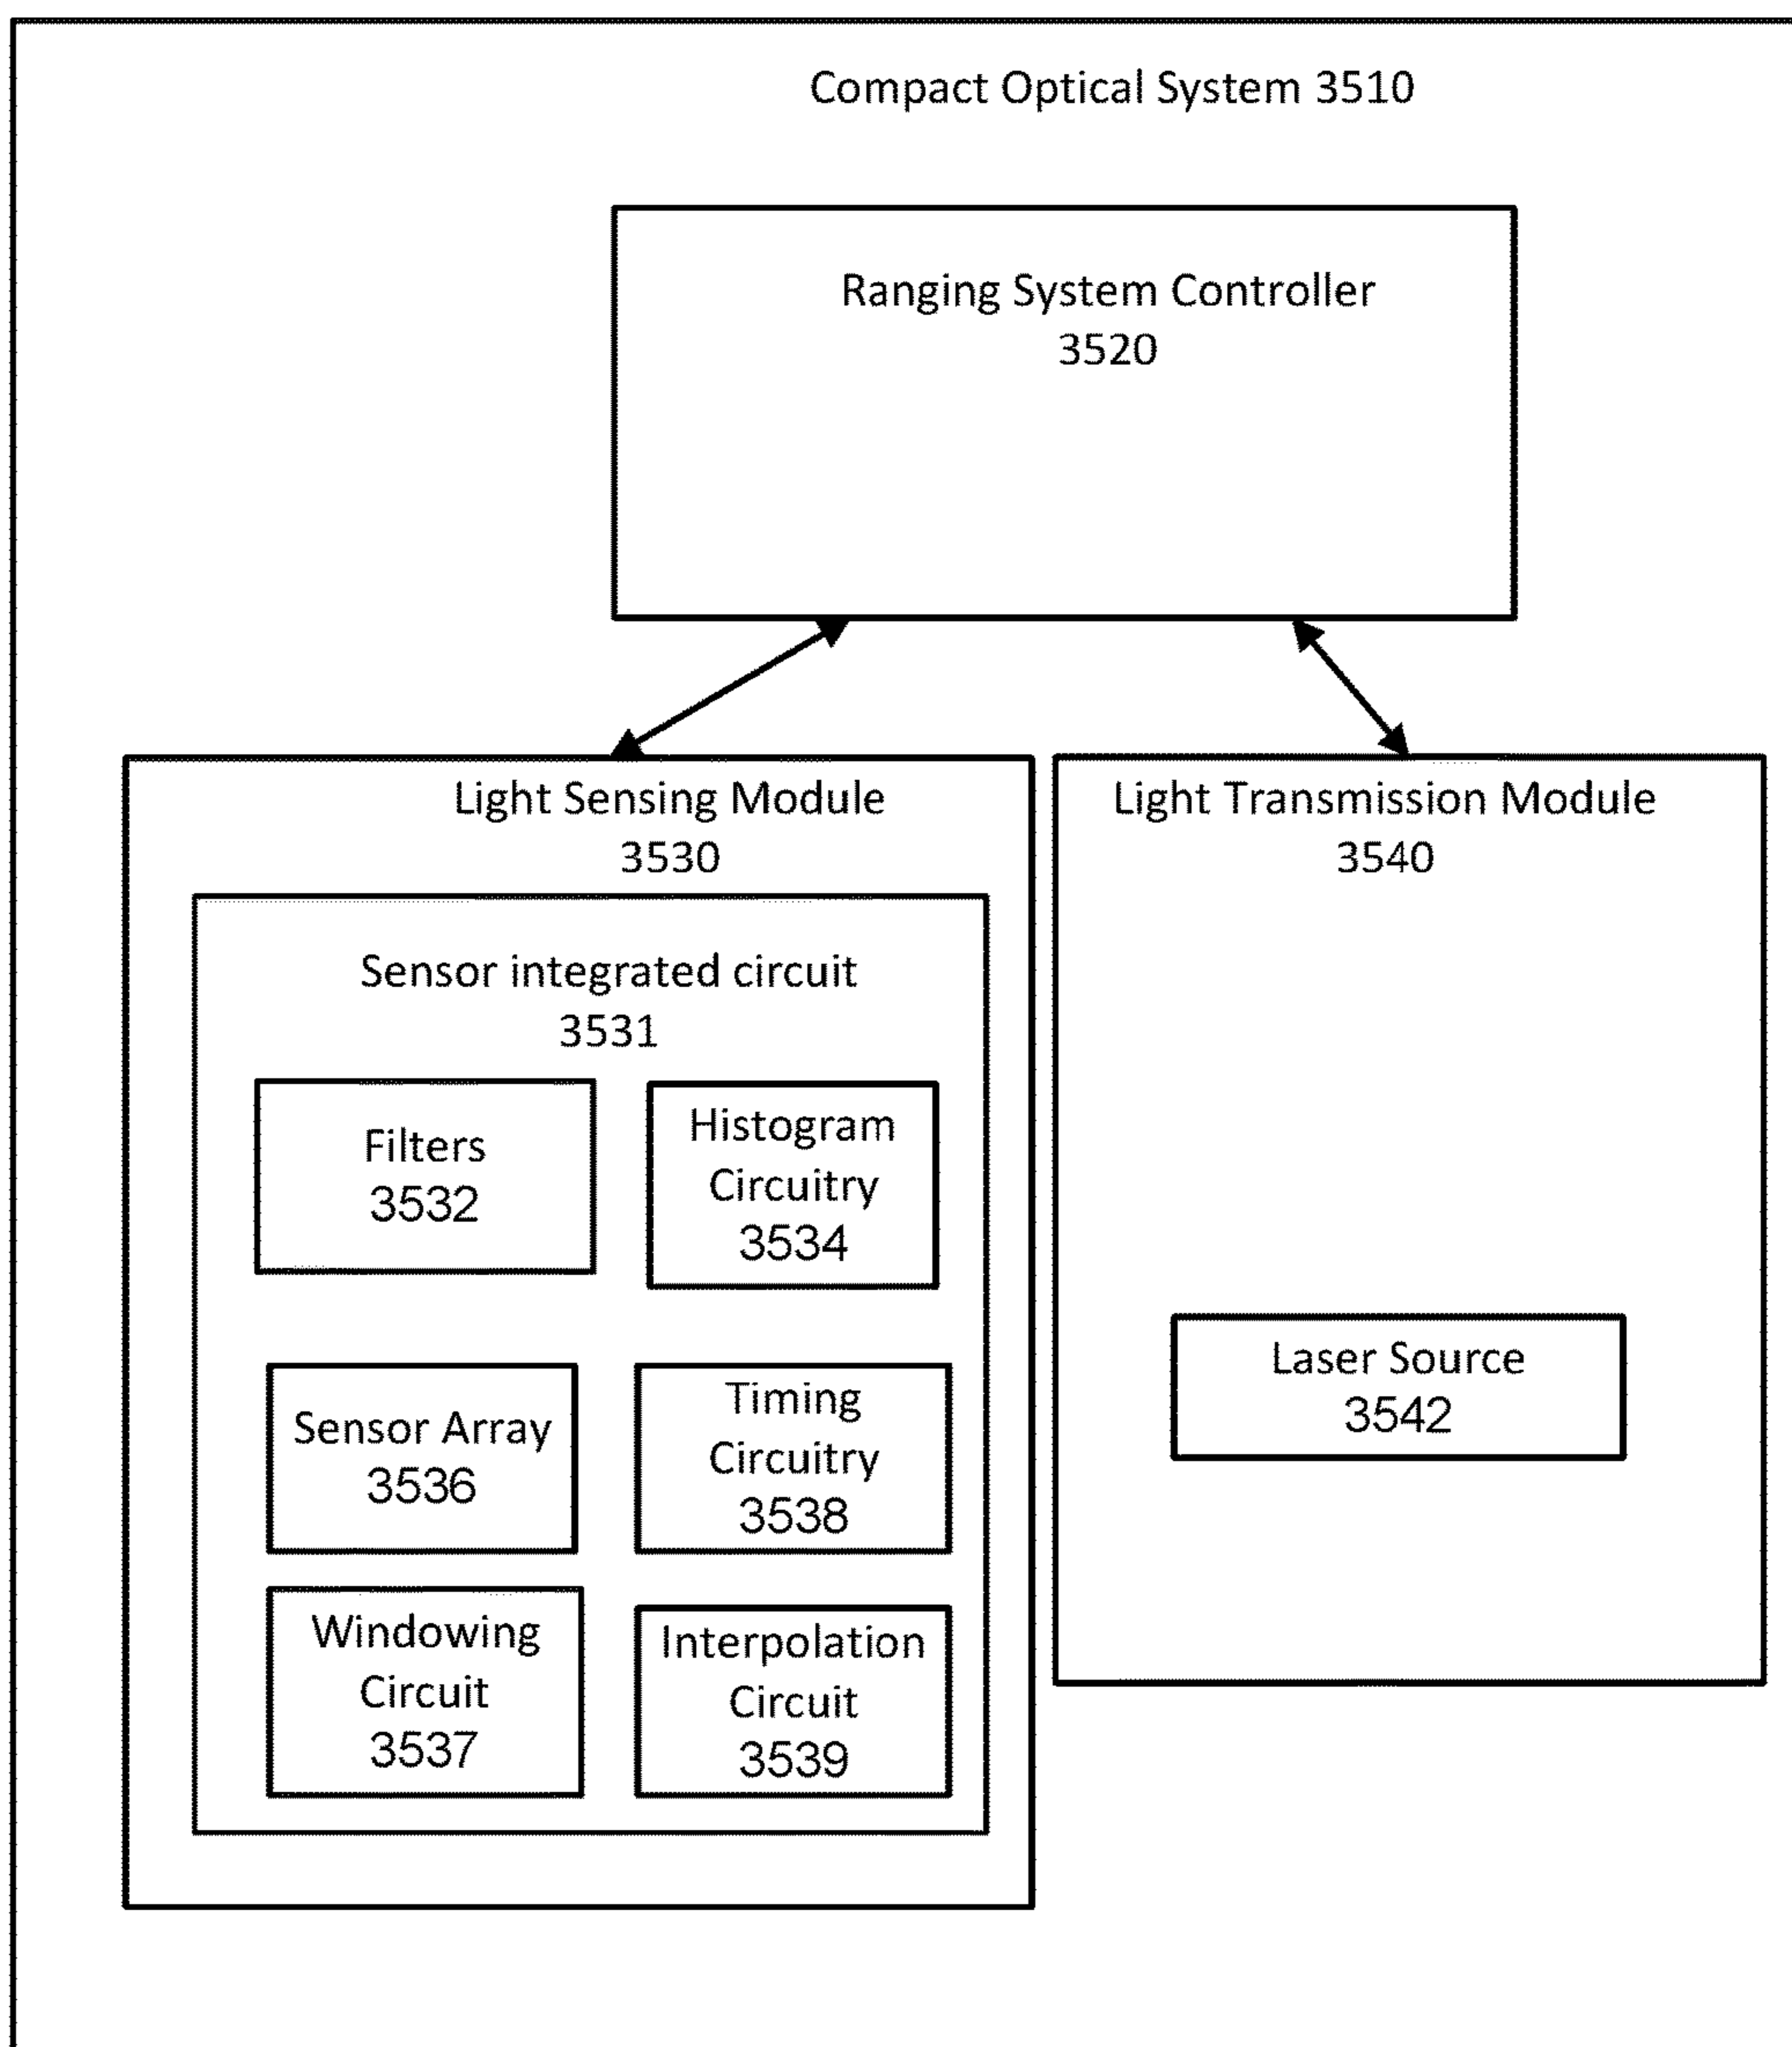 Compact Optical System 3510
Ranging System Controller
3520
Light Sensing Module
3530
Light Transmission Module
3540
Sensor integrated circuit
3531
Filters
3532
Histogram
Circuitry
3534
Sensor Array
3536
Timing
Circuitry
3538
Laser Source
3542
Windowing
Circuit
3537
Interpolation
Circuit
3539